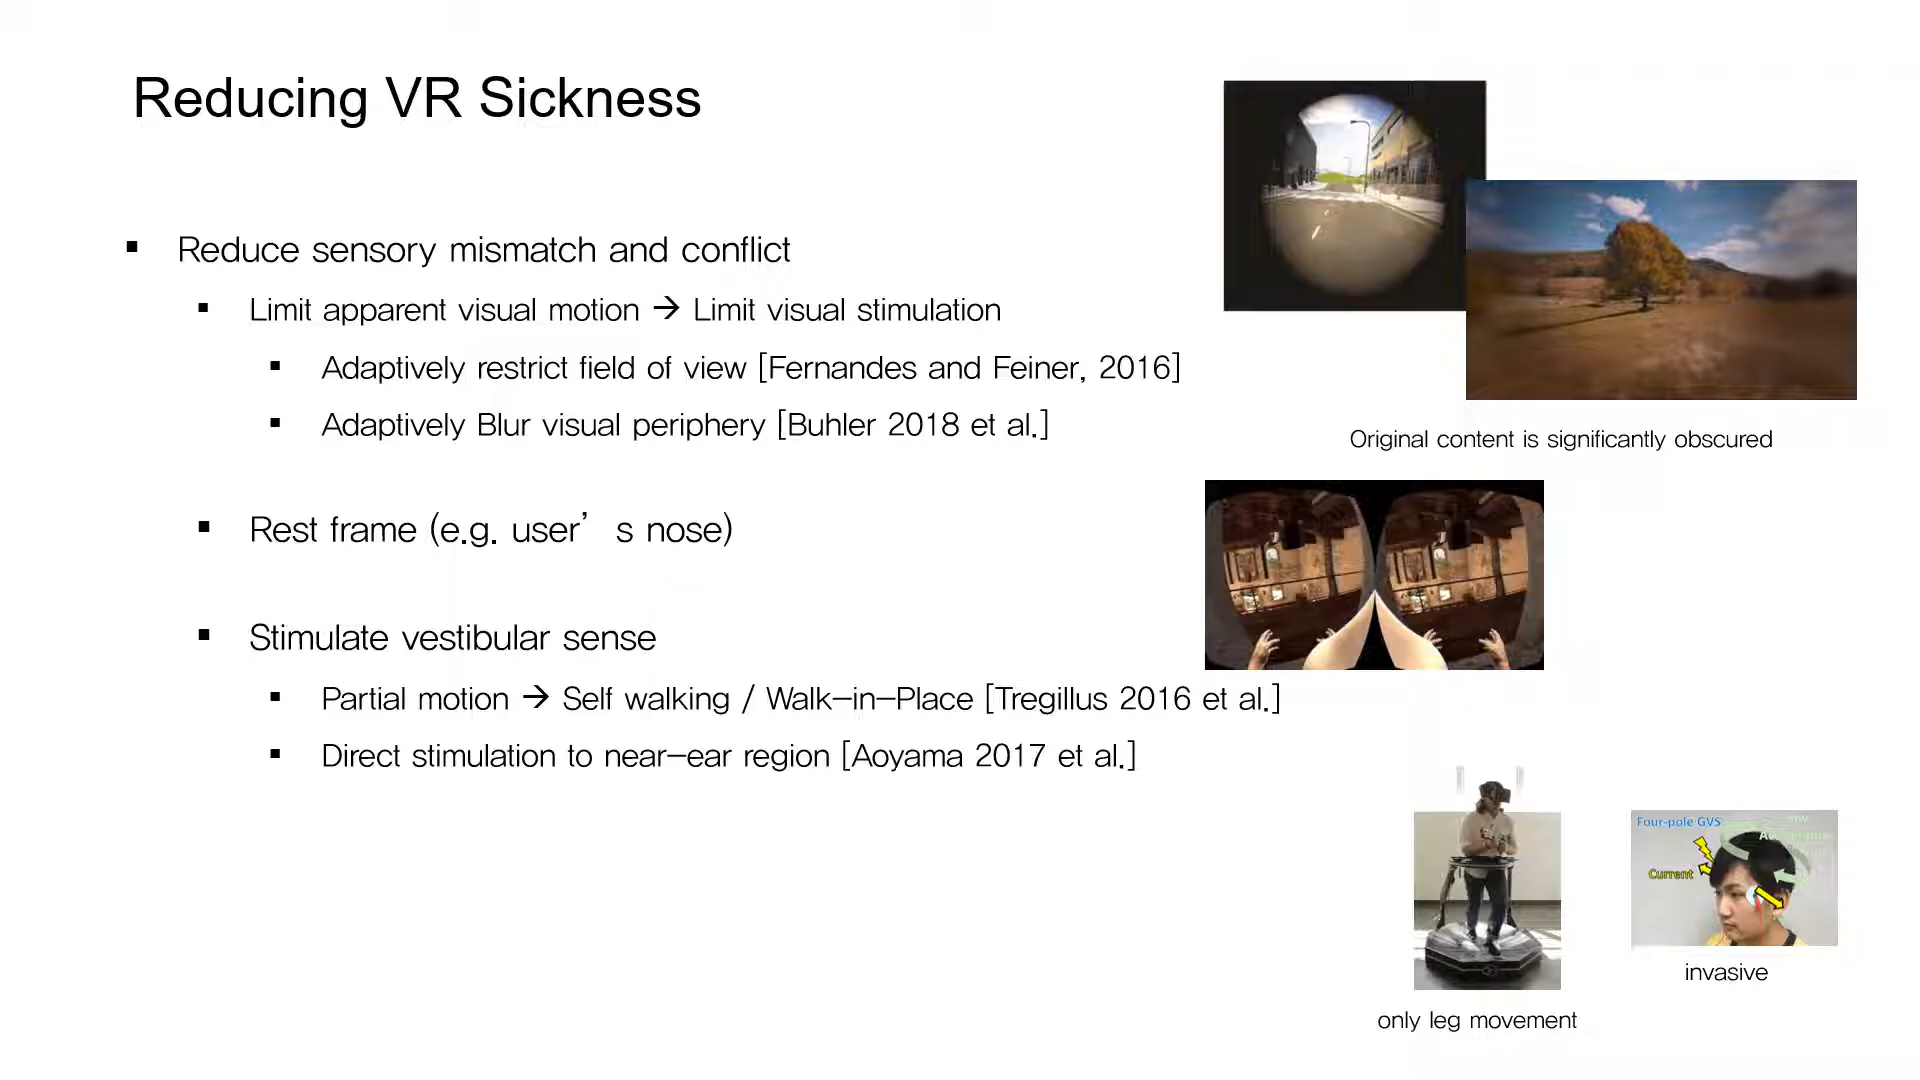 Reducing VR Sickness
▪ Reduce sensory mismatch and conflict
▪ Limit apparent visual motion → Limit visual stimulation
▪ Adaptively restrict field of view [Fernandes and Feiner, 2016]
▪ Adaptively Blur visual periphery [Buhler 2018 et al.]
Original content is significantly obscured
▪ Rest frame (e.g. user’s nose)
▪ Stimulate vestibular sense
▪ Partial motion → Self walking / Walk-in-Place [Tregillus 2016 et al.]
▪ Direct stimulation to near-ear region [Aoyama 2017 et al.]
Four-pole GVS
Current
invasive
only leg movement